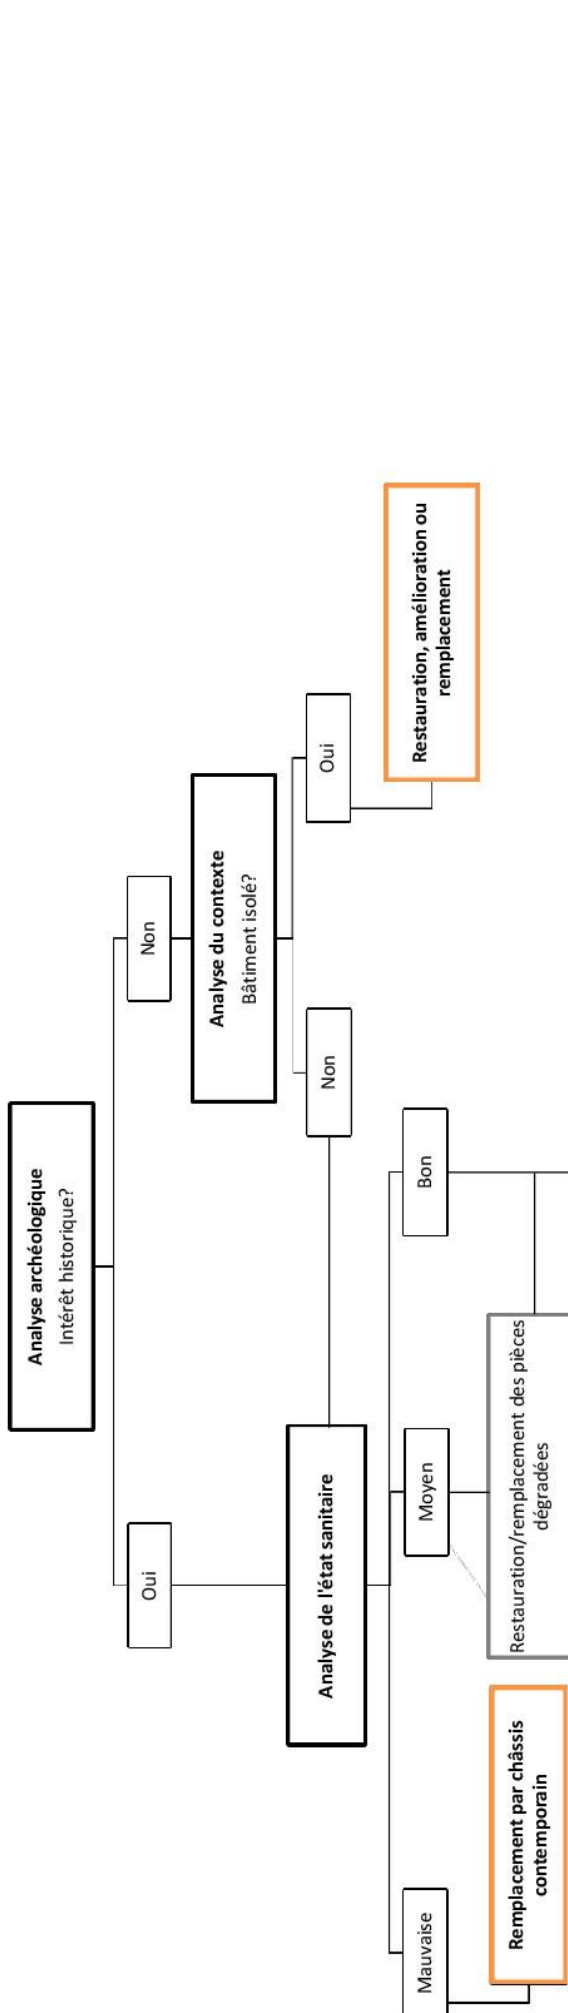 Analyse archéologique
Intérêt historique?
Oui
Non
Analyse du contexte
Bâtiment isolé?
Non
Oui
Analyse de l'état sanitaire
Restauration, amélioration ou
remplacement
Mauvaise
Moyen
Bon
Remplacement par châssis
contemporain
Restauration/remplacement des pièces
dégradées